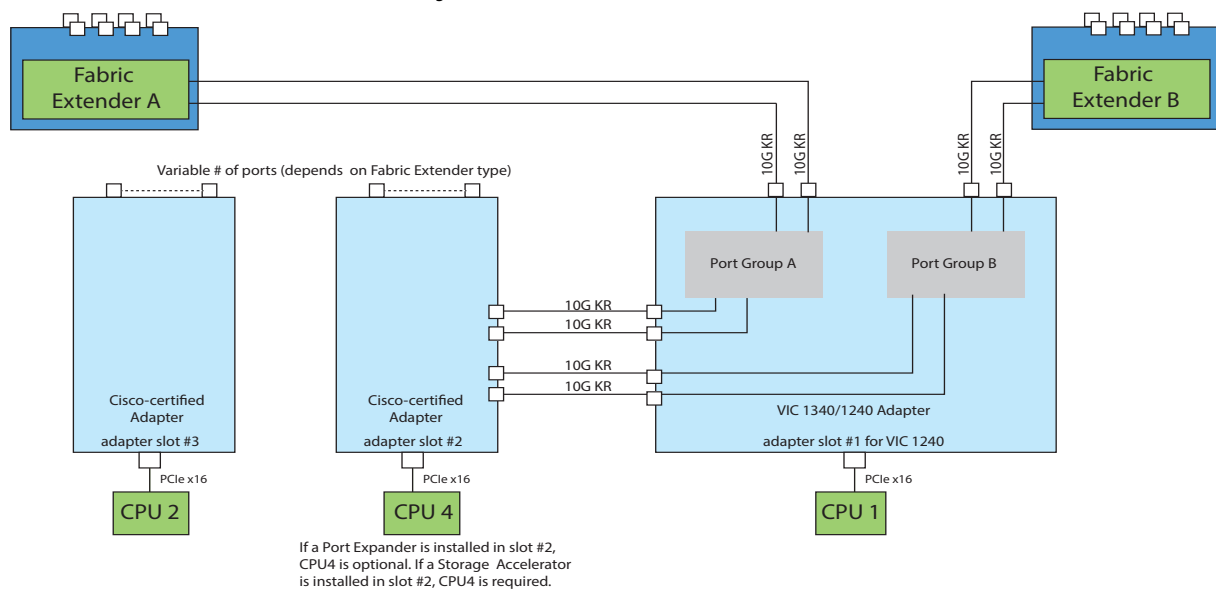 Fabric
Extender A
Fabric
Extender B
10G KR
10G KR
10G KR
10G KR
Variable # of ports (depends on Fabric Extender type)
Port Group A
Port Group B
10G KR
10G KR
10G KR
10G KR
Cisco-certified
Adapter
adapter slot #3
Cisco-certified
Adapter
adapter slot #2
VIC 1340/1240 Adapter
adapter slot #1 for VIC 1240
PCIe x16
PCIe x16
PCIe x16
CPU 2
CPU 4
CPU 1
If a Port Expander is installed in slot #2,
CPU4 is optional. If a Storage Accelerator
is installed in slot #2, CPU4 is required.